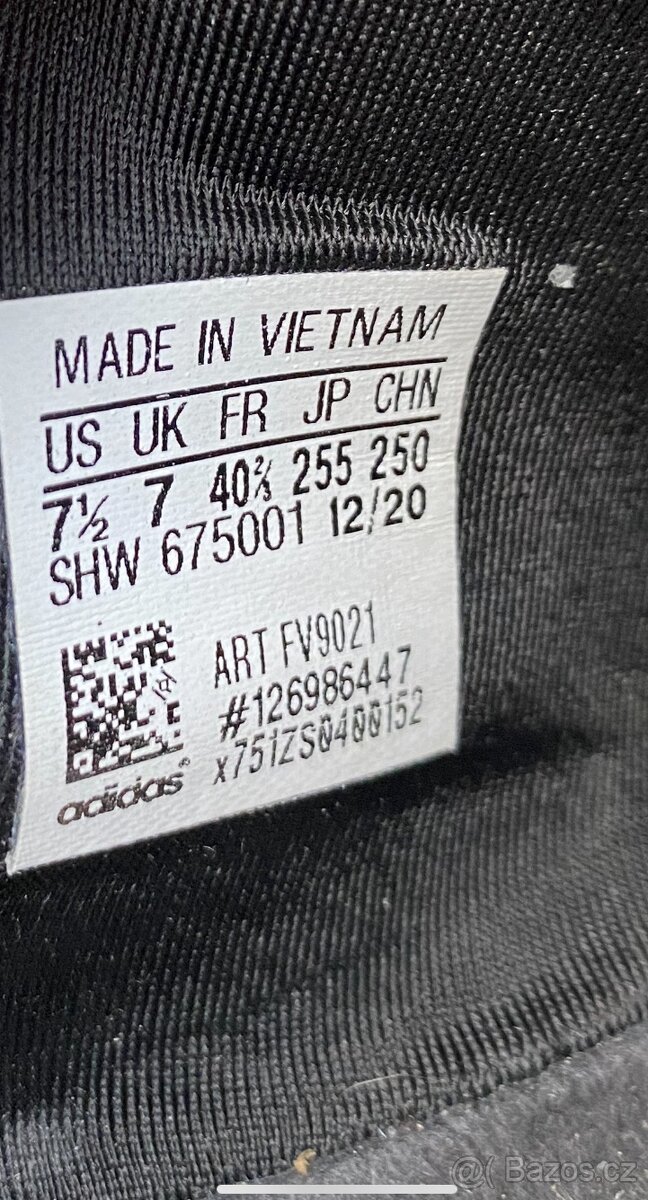 MADE IN VIETNAM
US UK FR JP CHN
7½ 7 40⅔ 255 250
SHW 675001 12/20
ART FV9021
#126986447
x751ZS0400152
adidas®
@( Bazos.cz